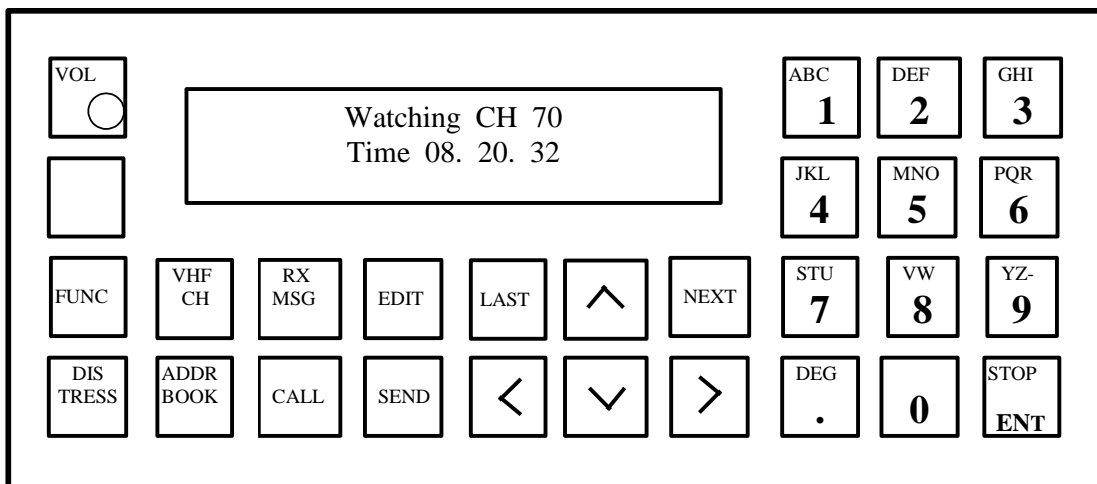 VOL
Watching CH 70
Time 08. 20. 32
ABC
1
DEF
2
GHI
3
JKL
4
MNO
5
PQR
6
FUNC
VHF
CH
RX
MSG
EDIT
LAST
NEXT
STU
7
VW
8
YZ-
9
DIS
TRESS
ADDR
BOOK
CALL
SEND
DEG
.
0
STOP
ENT